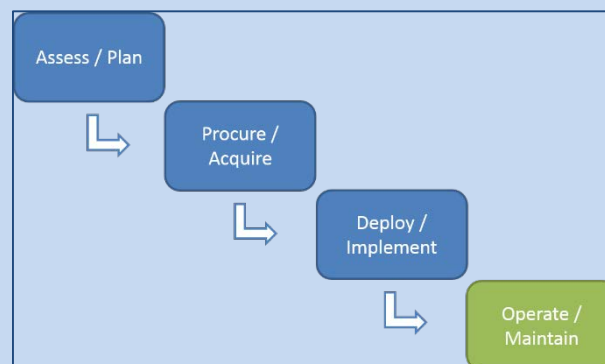 Assess / Plan
Procure /
Acquire
Deploy /
Implement
Operate /
Maintain